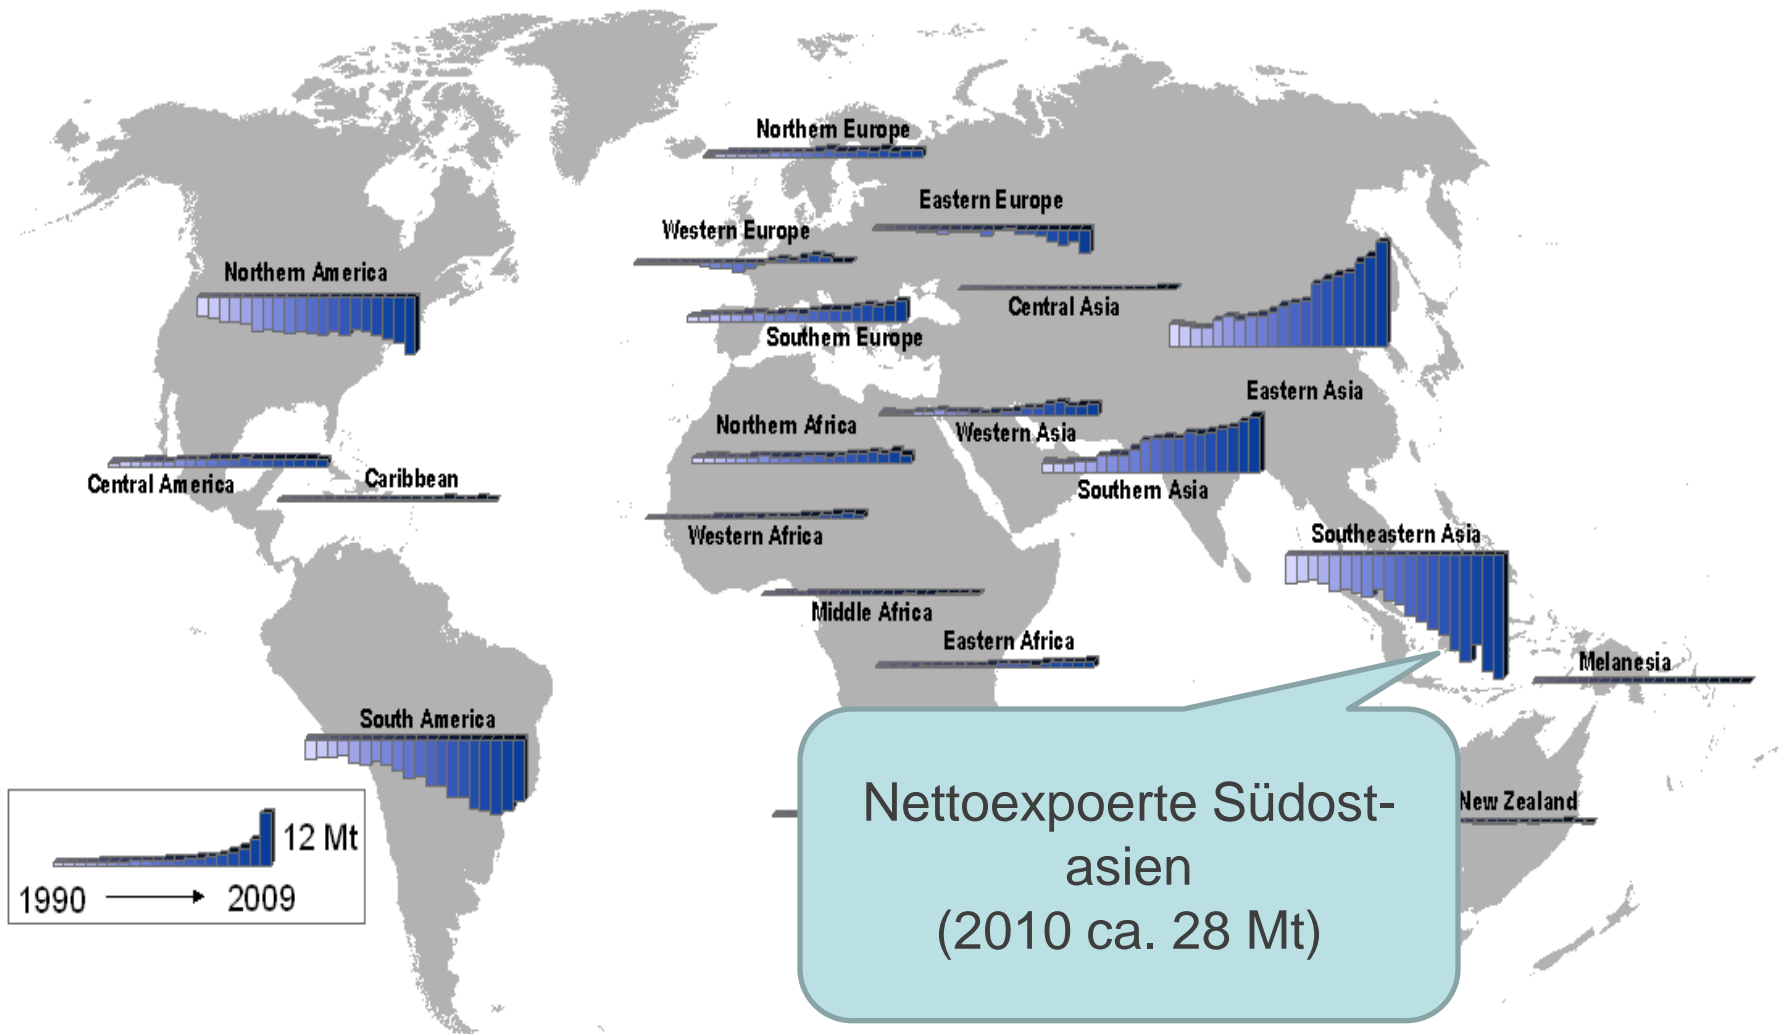 Northern Europe
Eastern Europe
Western Europe
Northern America
Central Asia
Southern Europe
Eastern Asia
Northern Africa
Western Asia
Central America
Caribbean
Southern Asia
Western Africa
Southeastern Asia
Middle Africa
Eastern Africa
Melanesia
South America
New Zealand
12 Mt
1990
2009
Nettoexpoerte Südost-
asien
(2010 ca. 28 Mt)